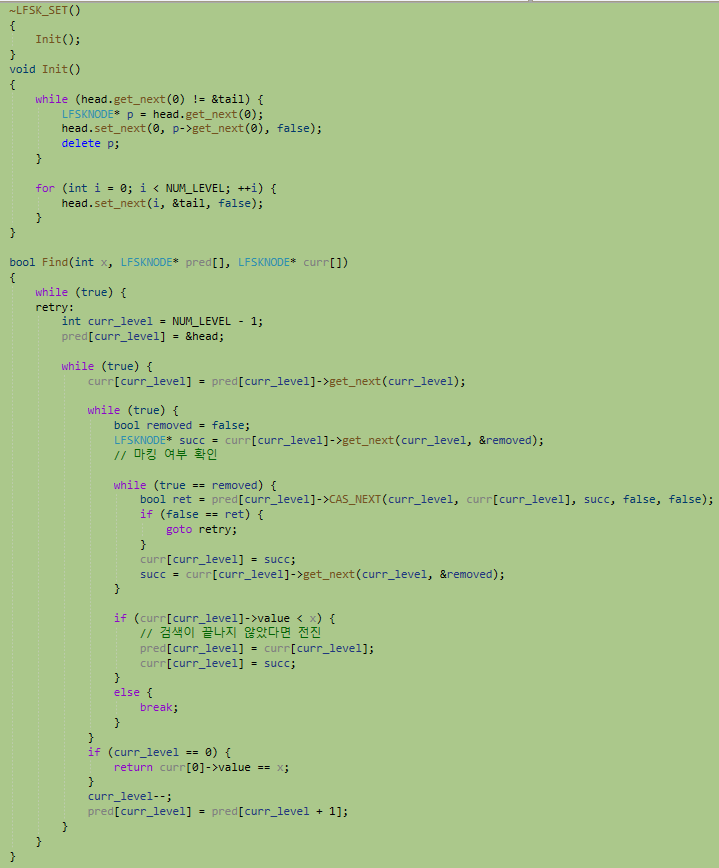 ~LFSK_SET()
{
    Init();
}
void Init()
{
    while (head.get_next(0) != &tail) {
        LFSKNODE* p = head.get_next(0);
        head.set_next(0, p->get_next(0), false);
        delete p;
    }

    for (int i = 0; i < NUM_LEVEL; ++i) {
        head.set_next(i, &tail, false);
    }
}

bool Find(int x, LFSKNODE* pred[], LFSKNODE* curr[])
{
    while (true) {
    retry:
        int curr_level = NUM_LEVEL - 1;
        pred[curr_level] = &head;

        while (true) {
            curr[curr_level] = pred[curr_level]->get_next(curr_level);

            while (true) {
                bool removed = false;
                LFSKNODE* succ = curr[curr_level]->get_next(curr_level, &removed);
                // 마킹 여부 확인

                while (true == removed) {
                    bool ret = pred[curr_level]->CAS_NEXT(curr_level, curr[curr_level], succ, false, false);
                    if (false == ret) {
                        goto retry;
                    }
                    curr[curr_level] = succ;
                    succ = curr[curr_level]->get_next(curr_level, &removed);
                }

                if (curr[curr_level]->value < x) {
                    // 검색이 끝나지 않았다면 전진
                    pred[curr_level] = curr[curr_level];
                    curr[curr_level] = succ;
                }
                else {
                    break;
                }
            }
            if (curr_level == 0) {
                return curr[0]->value == x;
            }
            curr_level--;
            pred[curr_level] = pred[curr_level + 1];
        }
    }
}